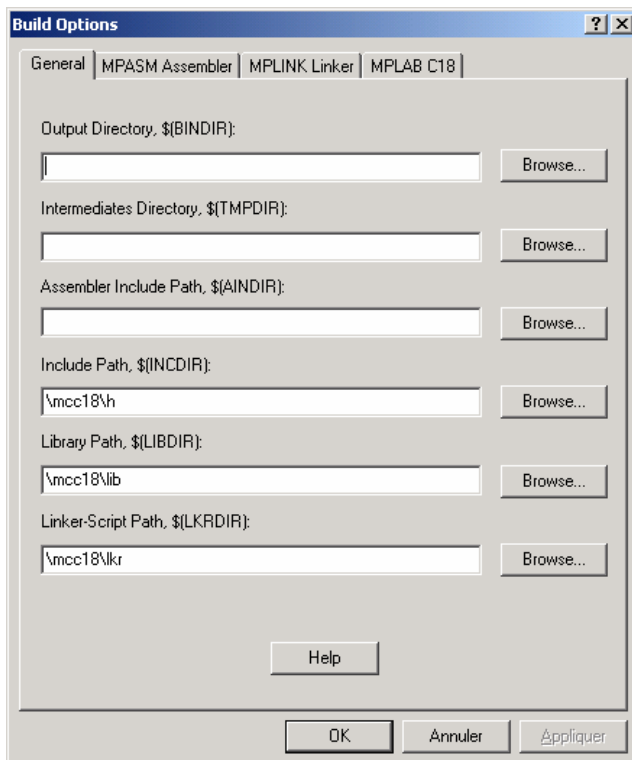 Build Options
General MPASM Assembler MPLINK Linker MPLAB C18
Output Directory, $(BINDIR):
Browse...
Intermediates Directory, $(TMPDIR):
Browse...
Assembler Include Path, $(AINDIR):
Browse...
Include Path, $(INCDIR):
\mcc18\h Browse...
Library Path, $(LIBDIR):
\mcc18\lib Browse...
Linker-Script Path, $(LKRDIR):
\mcc18\lkr Browse...
Help
OK Annuler Appliquer